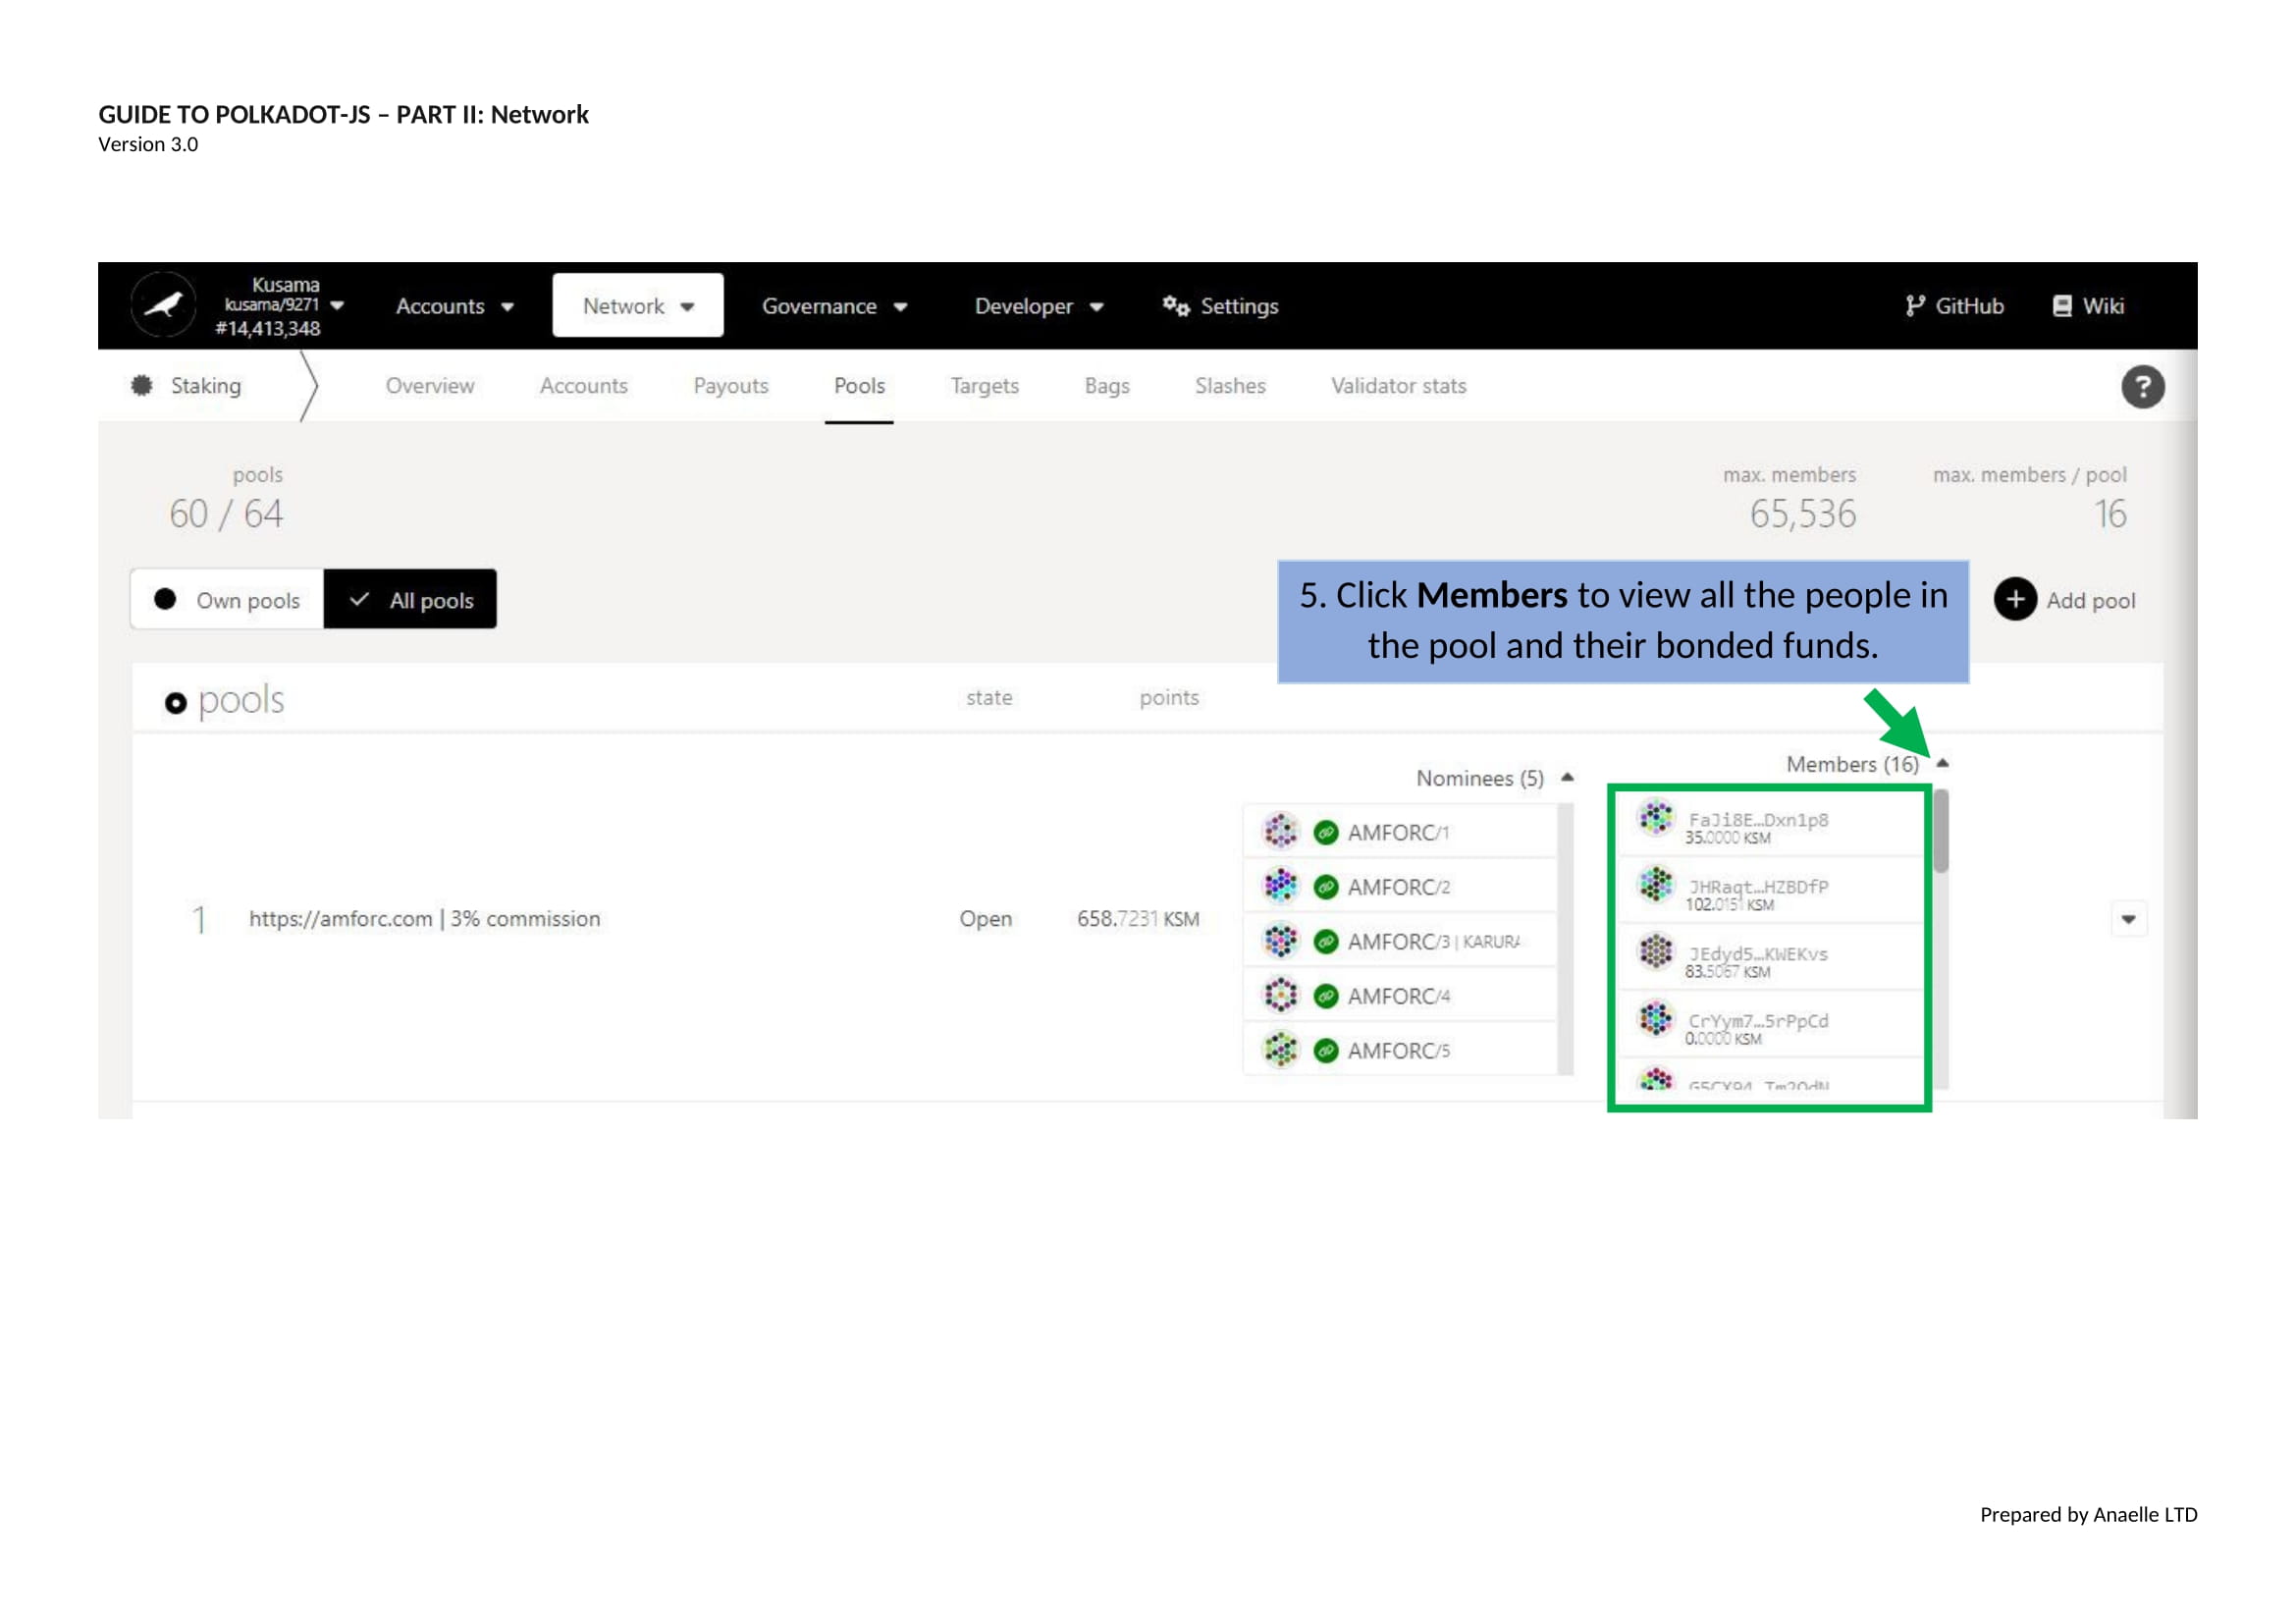 GUIDE TO POLKADOT-JS – PART II: Network
Version 3.0
Kusama
kusama/9271
#14,413,348
Accounts
Network
Governance
Developer
Settings
GitHub
Wiki
Staking
Overview
Accounts
Payouts
Pools
Targets
Bags
Slashes
Validator stats
?
pools
60 / 64
max. members
65,536
max. members / pool
16
Own pools
All pools
5. Click Members to view all the people in
the pool and their bonded funds.
Add pool
pools
state
points
Nominees (5)
Members (16)
1
https://amforc.com | 3% commission
Open
658.7231 KSM
AMFORC/1
AMFORC/2
AMFORC/3 | KARURA
AMFORC/4
AMFORC/5
FaJi8E...Dxn1p8
35.0000 KSM
JHRaqt...HZBDfP
102.0151 KSM
JEdyd5...KWEKvs
83.5067 KSM
CrYym7...5rPpCd
0.0000 KSM
Prepared by Anaelle LTD